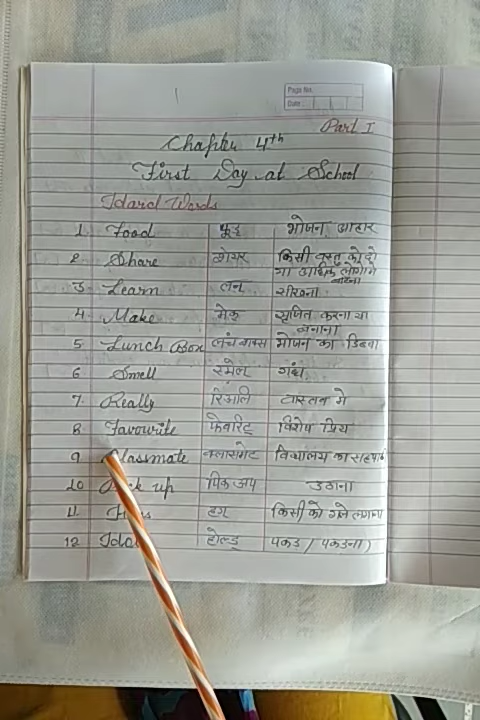 Page No.
Date
Part I
Chapter 4th
First Day at School
Hard Words
1. Food फूड भोजन, आहार
2. Share शेयर किसी वस्तु को दो
या अधिक लोगों में
बाटना
3. Learn लर्न सीखना
4. Make मेक सृजित करना या
बनाना
5 Lunch Box लंच बाक्स भोजन का डिब्बा
6 Smell स्मेल गंध
7. Really रिअलि वास्तव मे
8. Favourite फेवरिट विशेष प्रिय
9 Classmate क्लासमेट विद्यालय का सहपाठी
10 Pick up पिक अप उठाना
11 हग किसी को गले लगाना
12 होल्ड् पकड / पकडना)